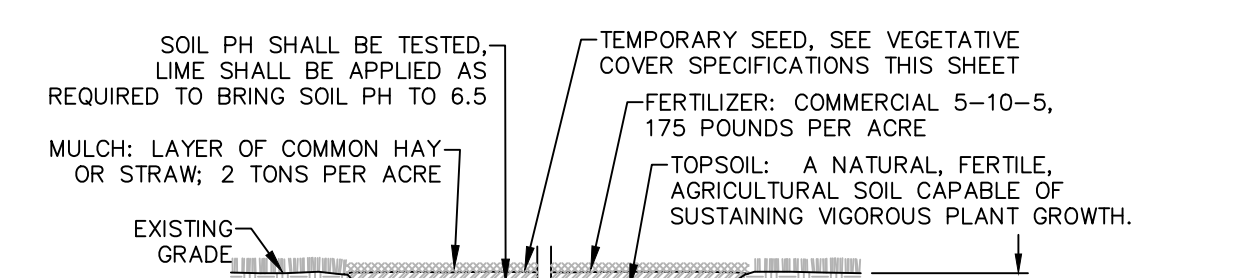 SOIL PH SHALL BE TESTED,
LIME SHALL BE APPLIED AS
REQUIRED TO BRING SOIL PH TO 6.5
MULCH: LAYER OF COMMON HAY
OR STRAW; 2 TONS PER ACRE
EXISTING
GRADE
TEMPORARY SEED, SEE VEGETATIVE
COVER SPECIFICATIONS THIS SHEET
FERTILIZER: COMMERCIAL 5-10-5,
175 POUNDS PER ACRE
TOPSOIL: A NATURAL, FERTILE,
AGRICULTURAL SOIL CAPABLE OF
SUSTAINING VIGOROUS PLANT GROWTH.